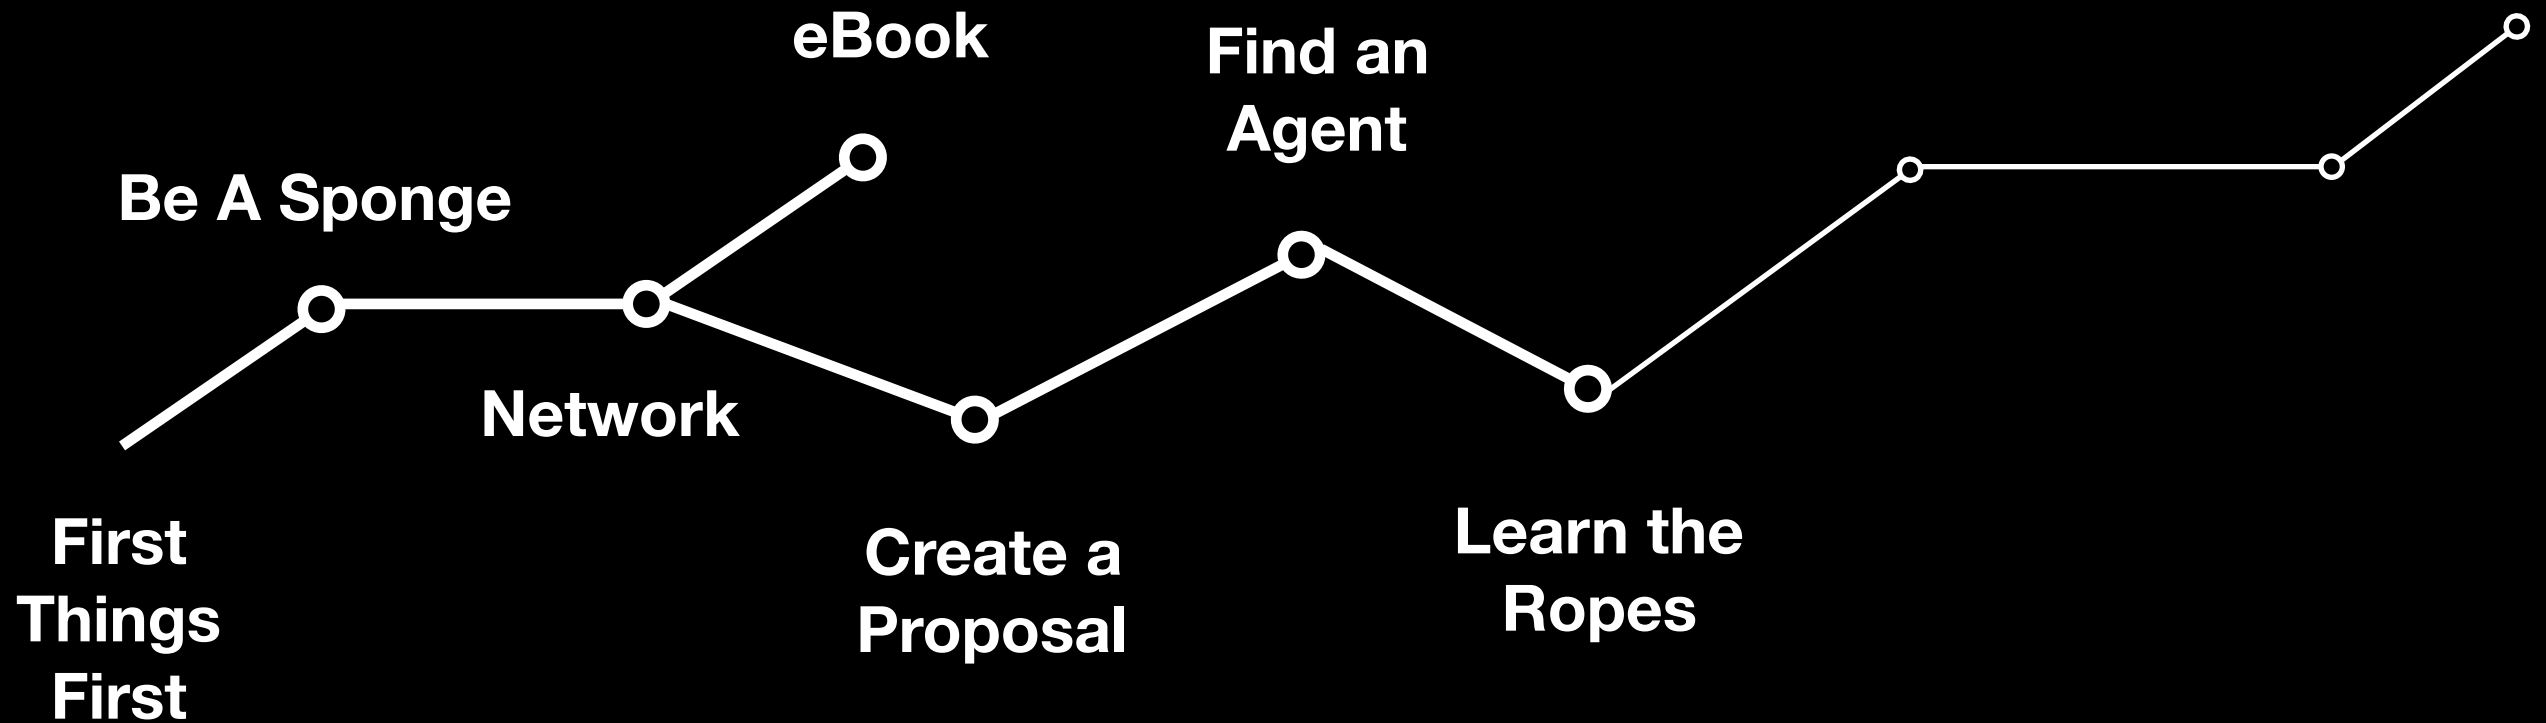 eBook
Find an
Agent
Be A Sponge
Network
First
Things
First
Create a
Proposal
Learn the
Ropes